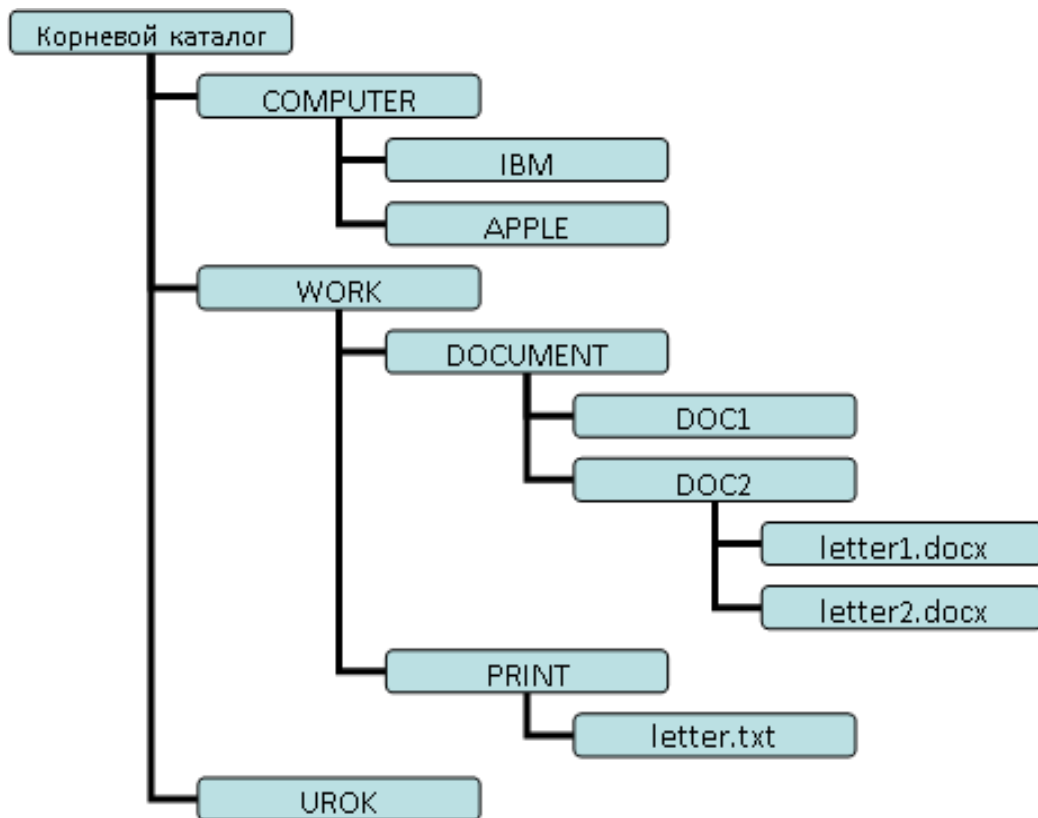 Корневой каталог
COMPUTER
IBM
APPLE
WORK
DOCUMENT
DOC1
DOC2
letter1.docx
letter2.docx
PRINT
letter.txt
UROK